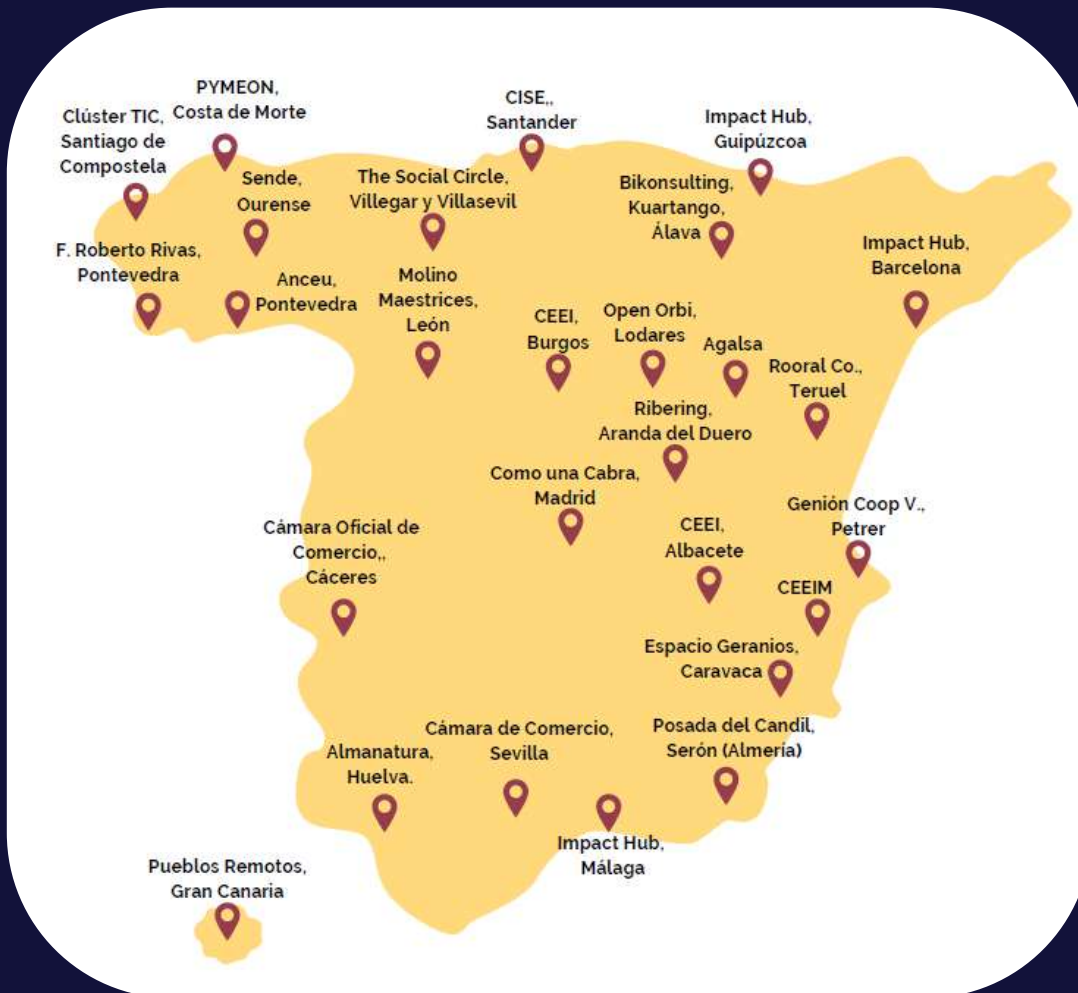 PYMEON,
Costa de Morte
Clúster TIC,
Santiago de
Compostela
CISE,,
Santander
Impact Hub,
Guipúzcoa
Sende,
Ourense
The Social Circle,
Villegar y Villasevil
Bikonsulting,
Kuartango,
Álava
F. Roberto Rivas,
Pontevedra
Impact Hub,
Barcelona
Anceu,
Pontevedra
Molino
Maestrices,
León
CEEI,
Burgos
Open Orbi,
Lodares
Agalsa
Rooral Co.,
Teruel
Ribering,
Aranda del Duero
Como una Cabra,
Madrid
Genión Coop V.,
Petrer
Cámara Oficial de
Comercio,,
Cáceres
CEEI,
Albacete
CEEIM
Espacio Geranios,
Caravaca
Cámara de Comercio,
Sevilla
Posada del Candil,
Serón (Almería)
Almanatura,
Huelva.
Impact Hub,
Málaga
Pueblos Remotos,
Gran Canaria